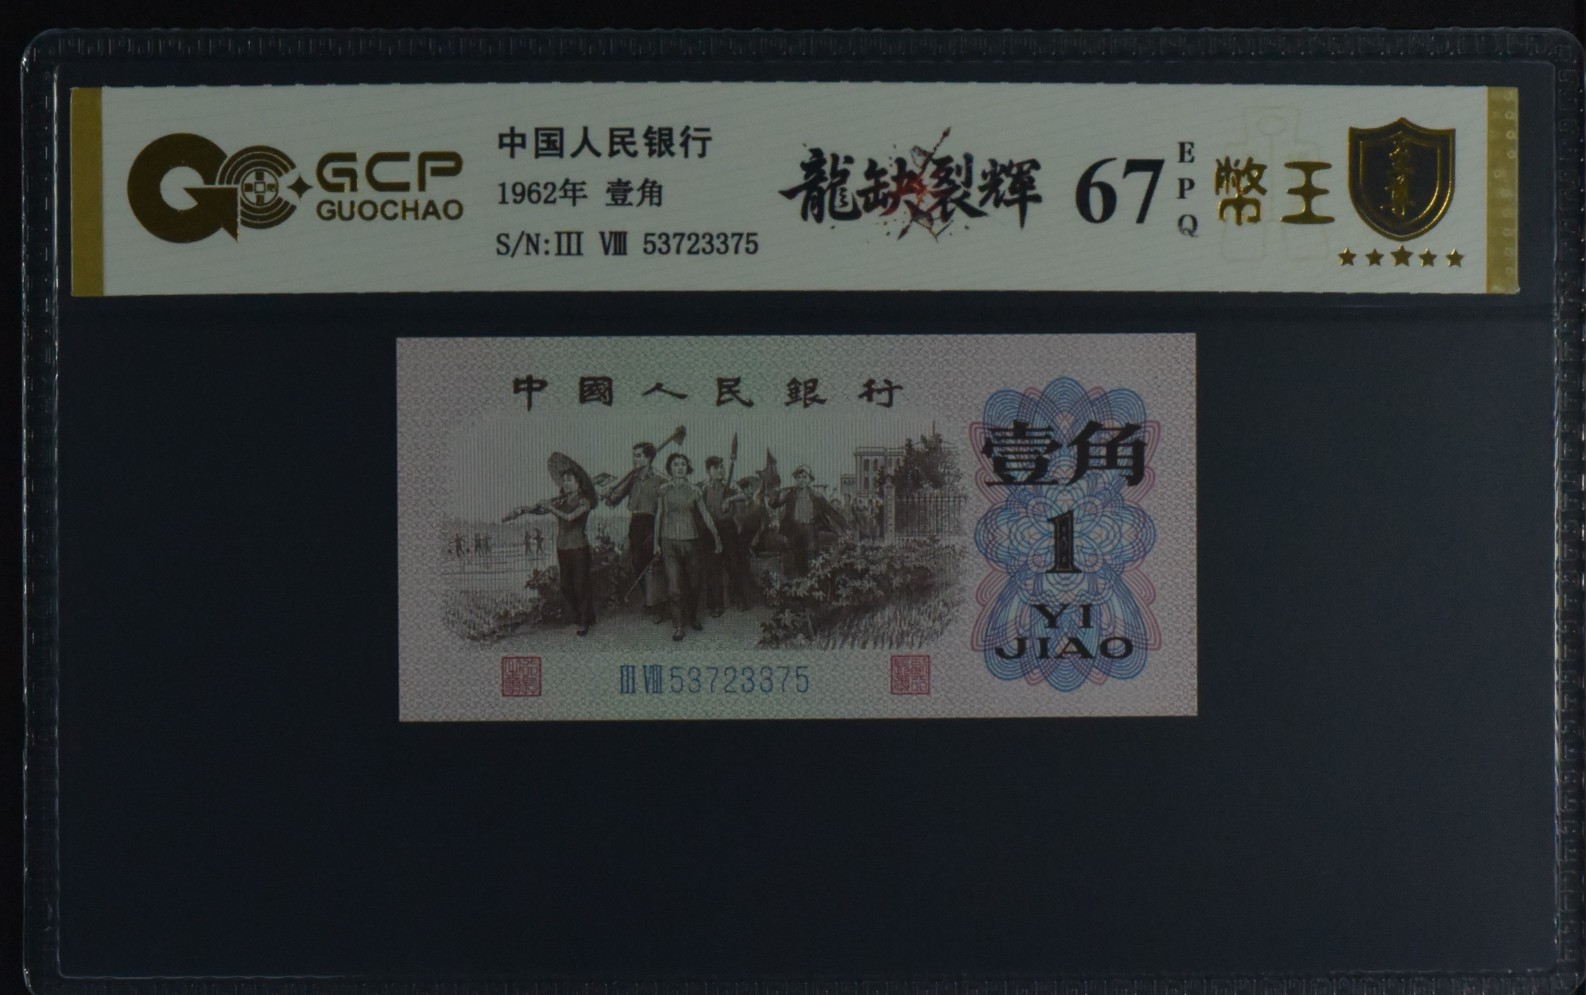 GCP
GUOCHAO
中国人民银行
1962年 壹角
S/N:III VIII 53723375
龍缺裂輝
67
EPQ
幣王
中國人民銀行
壹角
1
YI
JIAO
III VIII 53723375